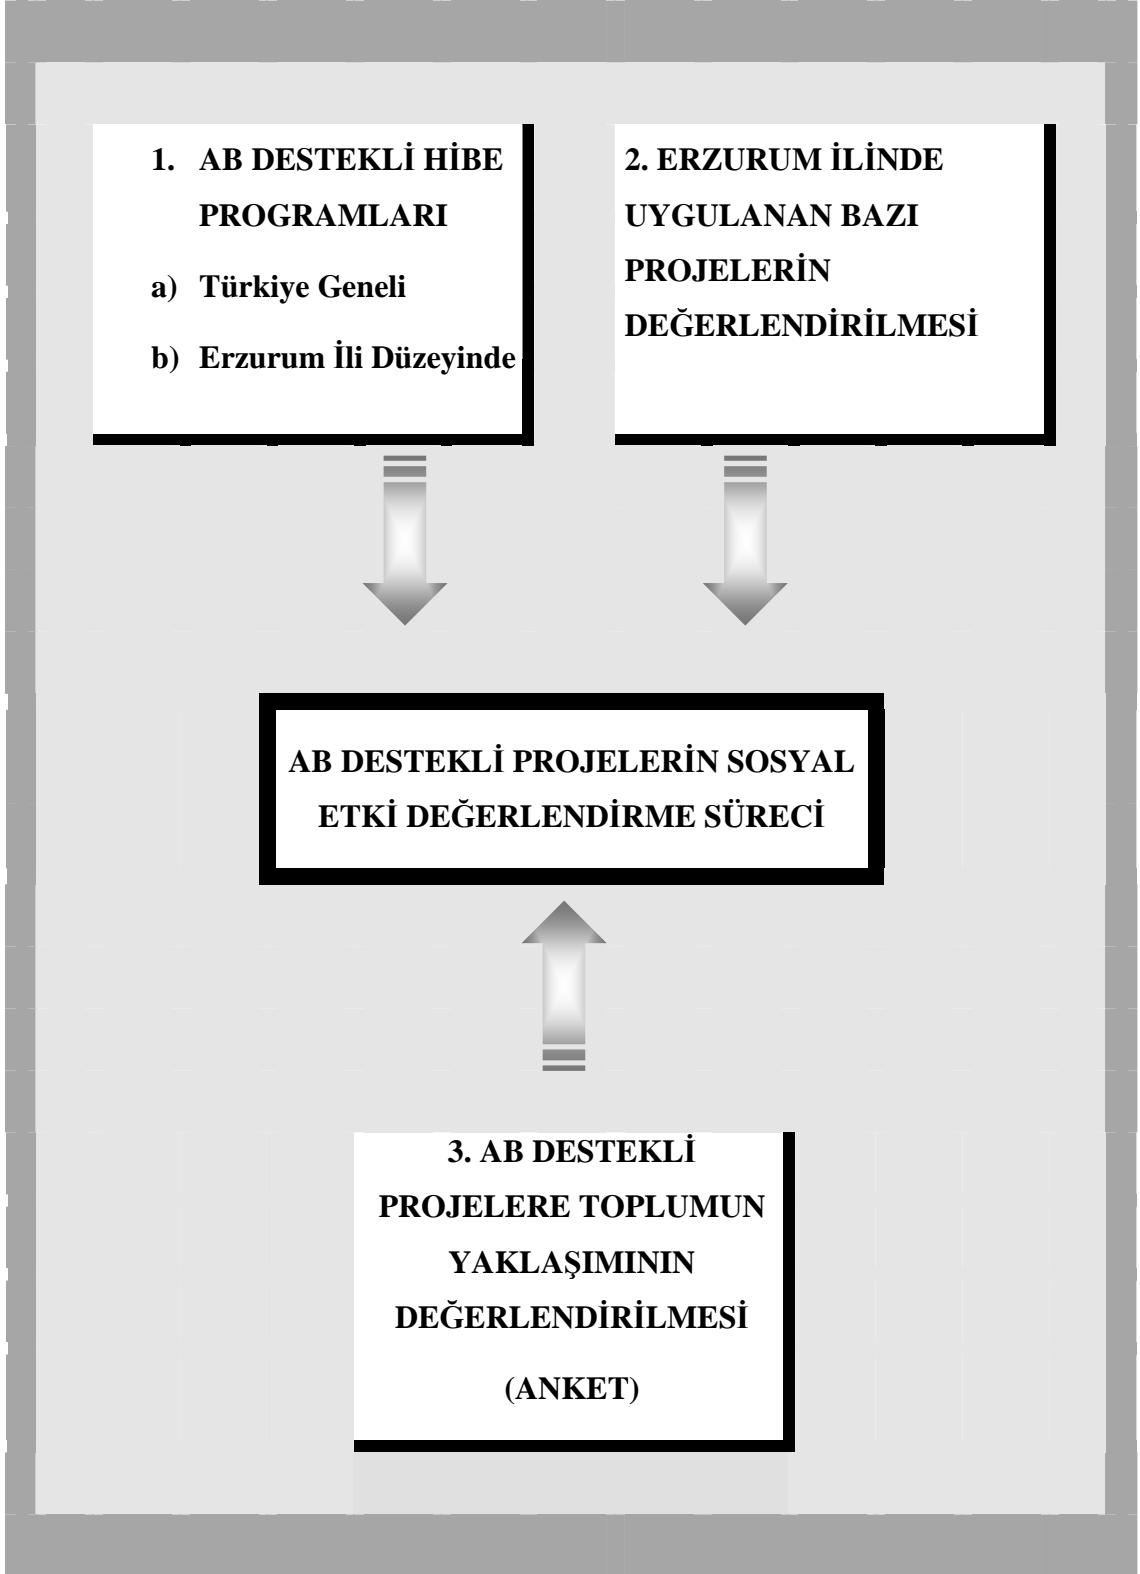 1. AB DESTEKLİ HİBE
PROGRAMLARI
a) Türkiye Geneli
b) Erzurum İli Düzeyinde
2. ERZURUM İLİNDE
UYGULANAN BAZI
PROJELERİN
DEĞERLENDİRİLMESİ
AB DESTEKLİ PROJELERİN SOSYAL
ETKİ DEĞERLENDİRME SÜRECİ
3. AB DESTEKLİ
PROJELERE TOPLUMUN
YAKLAŞIMININ
DEĞERLENDİRİLMESİ
(ANKET)